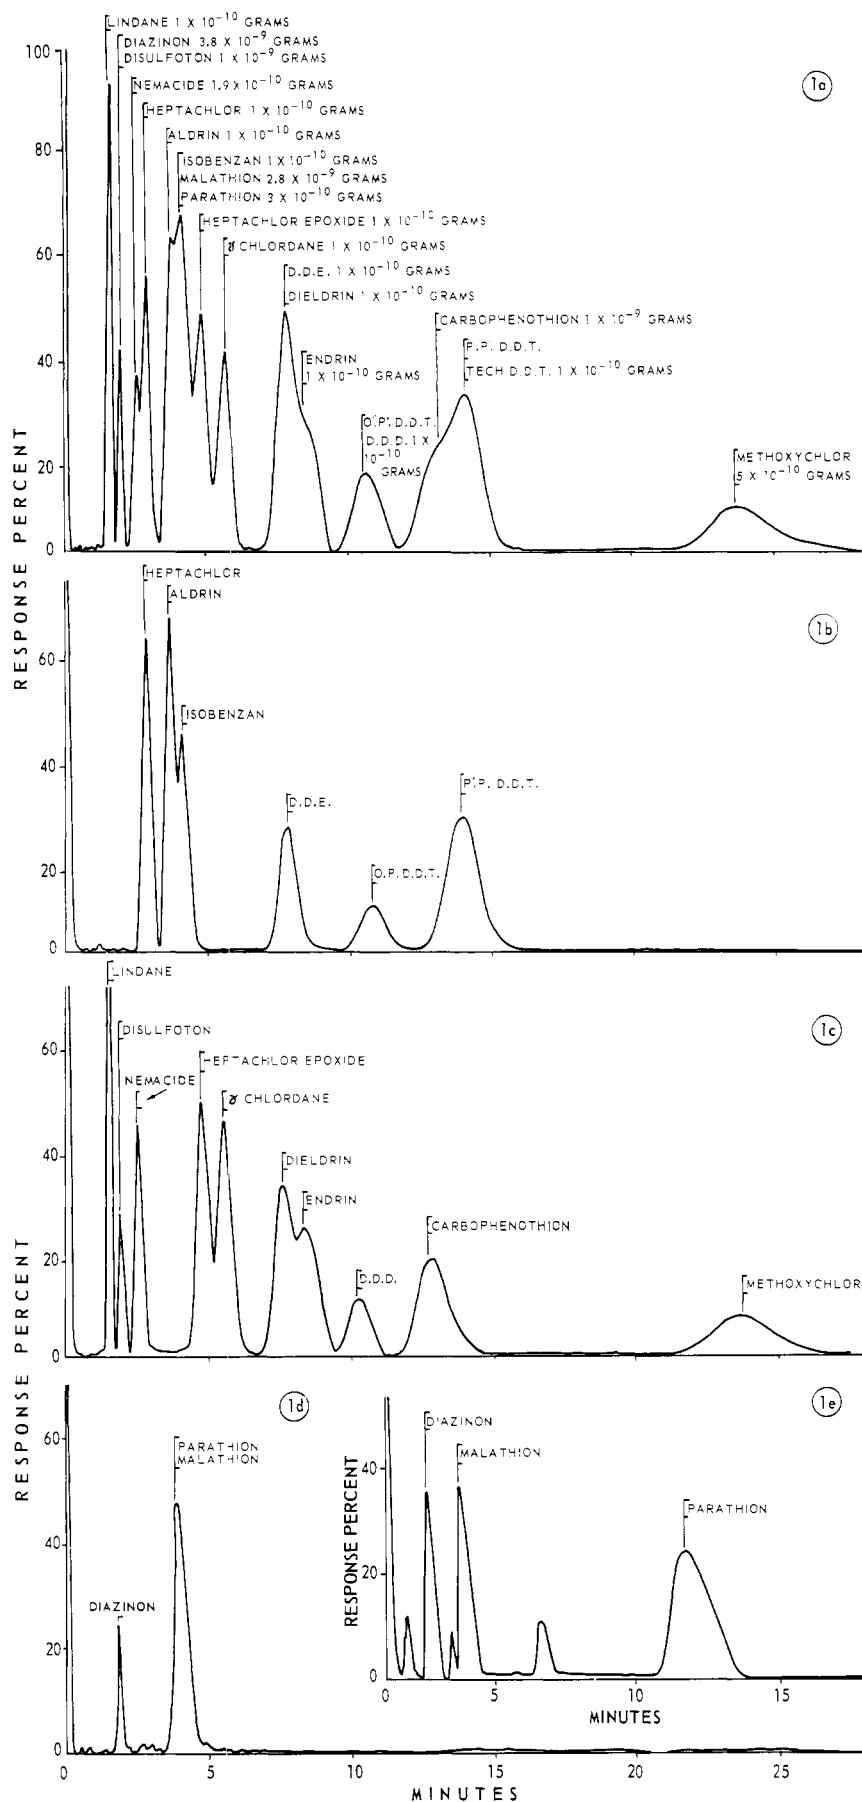 LINDANE 1 X 10⁻¹⁰ GRAMS
DIAZINON 3.8 X 10⁻⁹ GRAMS
DISULFOTON 1 X 10⁻⁹ GRAMS
NEMACIDE 1.9 X 10⁻¹⁰ GRAMS
HEPTACHLOR 1 X 10⁻¹⁰ GRAMS
ALDRIN 1 X 10⁻¹⁰ GRAMS
ISOBENZAN 1 X 10⁻¹⁰ GRAMS
MALATHION 2.8 X 10⁻⁹ GRAMS
PARATHION 3 X 10⁻¹⁰ GRAMS
HEPTACHLOR EPOXIDE 1 X 10⁻¹⁰ GRAMS
γ CHLORDANE 1 X 10⁻¹⁰ GRAMS
D.D.E. 1 X 10⁻¹⁰ GRAMS
DIELDRIN 1 X 10⁻¹⁰ GRAMS
ENDRIN
1 X 10⁻¹⁰ GRAMS
CARBOPHENOTHION 1 X 10⁻⁹ GRAMS
P.P. D.D.T.
TECH D.D.T. 1 X 10⁻¹⁰ GRAMS
O'.P'. D.D.T.
D.D.D. 1 X
10⁻¹⁰
GRAMS
METHOXYCHLOR
5 X 10⁻¹⁰ GRAMS
1a
100
80
60
40
20
0
RESPONSE PERCENT
HEPTACHLOR
ALDRIN
ISOBENZAN
D.D.E.
O.P. D.D.T.
P'.P. D.D.T.
1b
60
40
20
0
LINDANE
DISULFOTON
NEMACIDE
HEPTACHLOR EPOXIDE
γ CHLORDANE
DIELDRIN
ENDRIN
D.D.D.
CARBOPHENOTHION
METHOXYCHLOR
1c
60
40
20
0
RESPONSE PERCENT
1d
PARATHION
MALATHION
DIAZINON
60
40
20
0
0 5 10 15 20 25
MINUTES
1e
DIAZINON
MALATHION
PARATHION
RESPONSE PERCENT
40
20
0
0 5 10 15
MINUTES